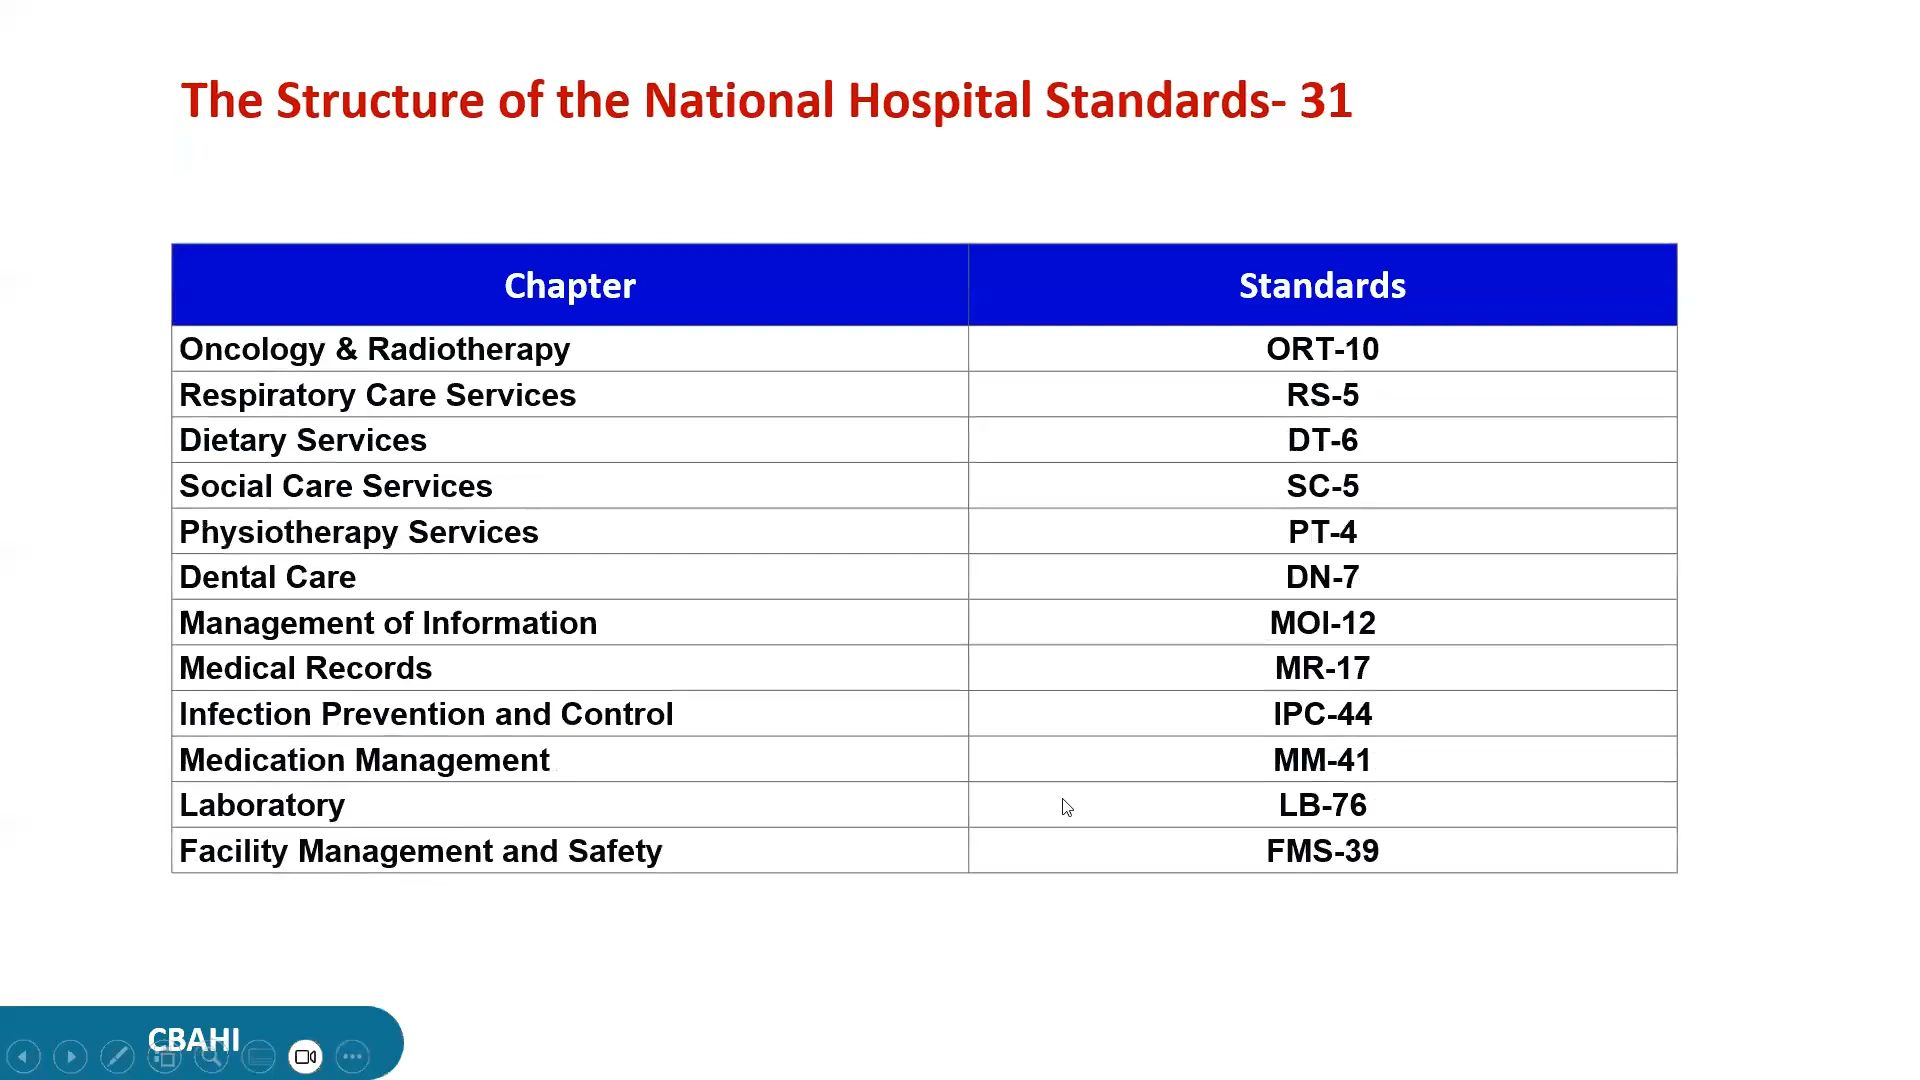 The Structure of the National Hospital Standards- 31
Chapter Standards
Oncology & Radiotherapy ORT-10
Respiratory Care Services RS-5
Dietary Services DT-6
Social Care Services SC-5
Physiotherapy Services PT-4
Dental Care DN-7
Management of Information MOI-12
Medical Records MR-17
Infection Prevention and Control IPC-44
Medication Management MM-41
Laboratory LB-76
Facility Management and Safety FMS-39
CBAHI